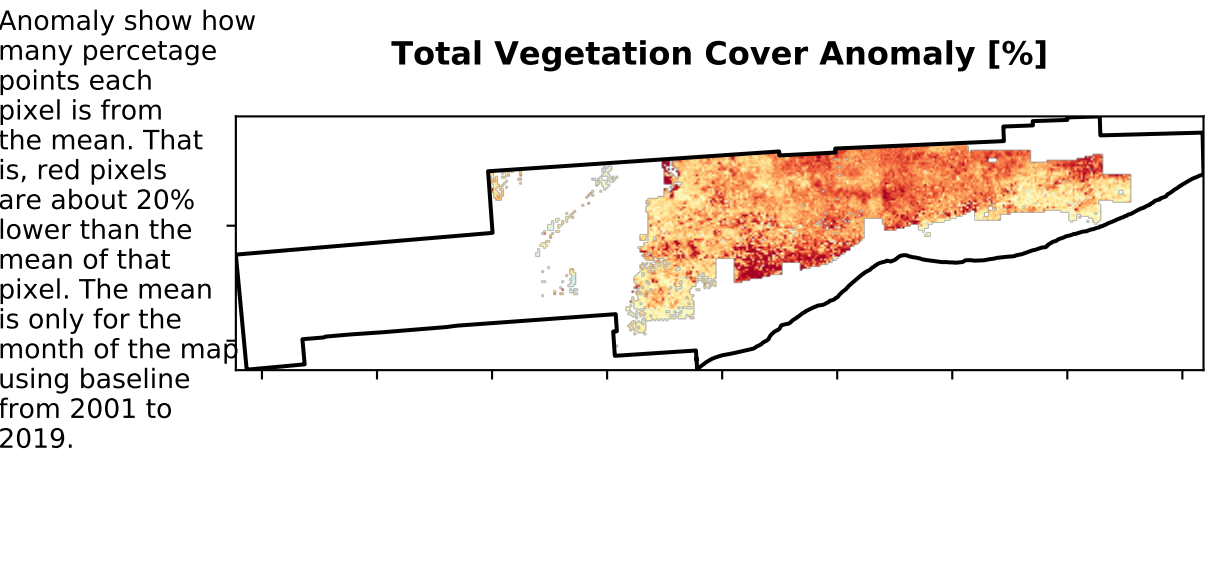 Anomaly show how
many percetage
points each
pixel is from
the mean. That
is, red pixels
are about 20%
lower than the
mean of that
pixel. The mean
is only for the
month of the map
using baseline
from 2001 to
2019.
Total Vegetation Cover Anomaly [%]